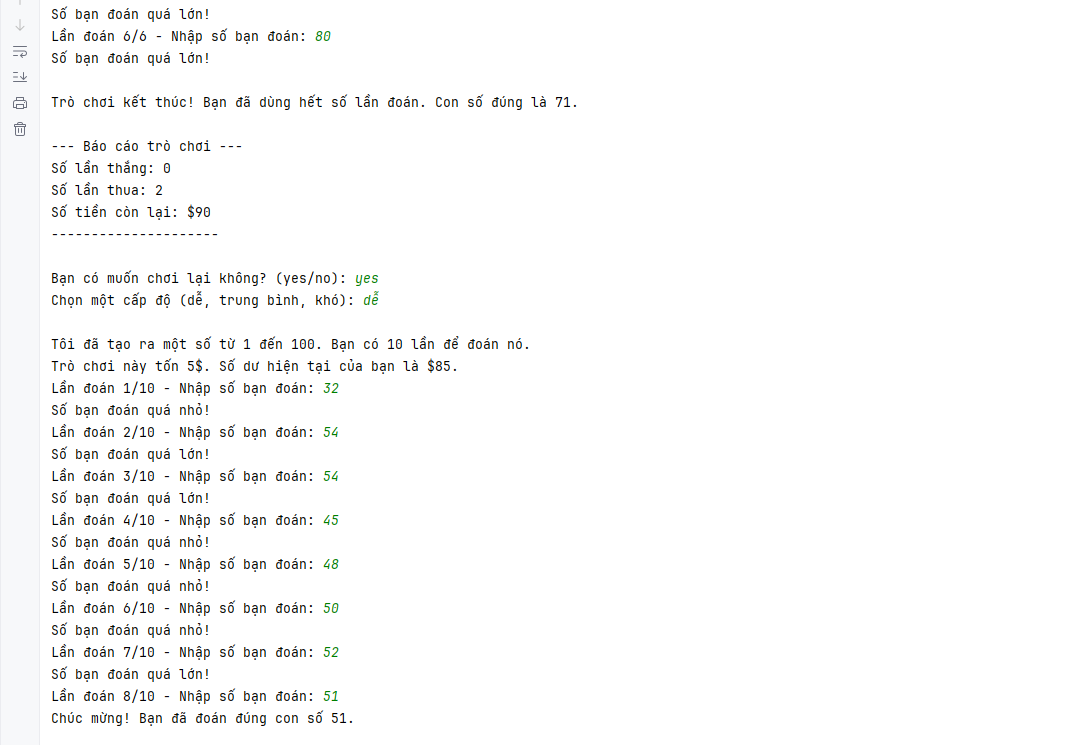 Số bạn đoán quá lớn!
Lần đoán 6/6 - Nhập số bạn đoán: 80
Số bạn đoán quá lớn!
Trò chơi kết thúc! Bạn đã dùng hết số lần đoán. Con số đúng là 71.
--- Báo cáo trò chơi ---
Số lần thắng: 0
Số lần thua: 2
Số tiền còn lại: $90
---------------------
Bạn có muốn chơi lại không? (yes/no): yes
Chọn một cấp độ (dễ, trung bình, khó): dễ
Tôi đã tạo ra một số từ 1 đến 100. Bạn có 10 lần để đoán nó.
Trò chơi này tốn 5$. Số dư hiện tại của bạn là $85.
Lần đoán 1/10 - Nhập số bạn đoán: 32
Số bạn đoán quá nhỏ!
Lần đoán 2/10 - Nhập số bạn đoán: 54
Số bạn đoán quá lớn!
Lần đoán 3/10 - Nhập số bạn đoán: 54
Số bạn đoán quá lớn!
Lần đoán 4/10 - Nhập số bạn đoán: 45
Số bạn đoán quá nhỏ!
Lần đoán 5/10 - Nhập số bạn đoán: 48
Số bạn đoán quá nhỏ!
Lần đoán 6/10 - Nhập số bạn đoán: 50
Số bạn đoán quá nhỏ!
Lần đoán 7/10 - Nhập số bạn đoán: 52
Số bạn đoán quá lớn!
Lần đoán 8/10 - Nhập số bạn đoán: 51
Chúc mừng! Bạn đã đoán đúng con số 51.